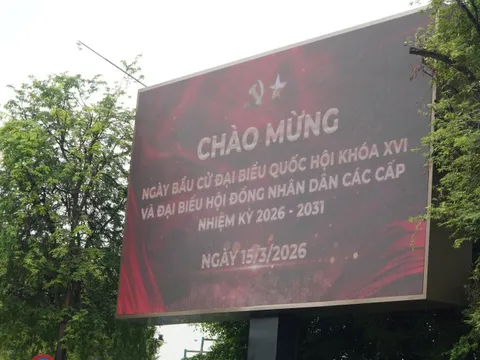 CHÀO MỪNG
NGÀY BẦU CỬ ĐẠI BIỂU QUỐC HỘI KHÓA XVI
VÀ ĐẠI BIỂU HỘI ĐỒNG NHÂN DÂN CÁC CẤP
NHIỆM KỲ 2026 - 2031
NGÀY 15/3/2026